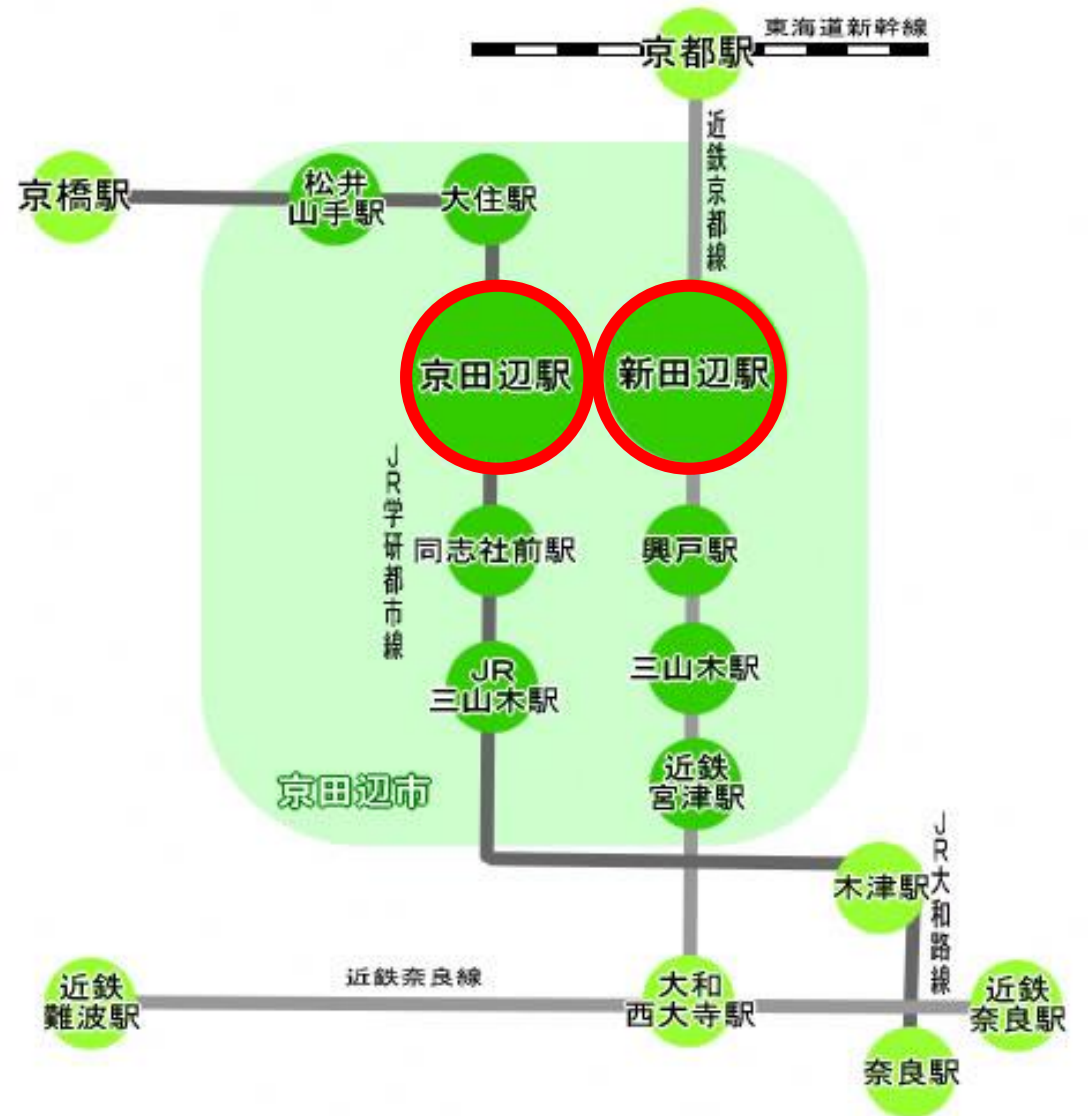 東海道新幹線
京都駅
近鉄京都線
京橋駅
松井
山手駅
大住駅
京田辺駅
新田辺駅
JR学研都市線
同志社前駅
興戸駅
JR
三山木駅
三山木駅
近鉄
宮津駅
京田辺市
木津駅
JR大和路線
近鉄奈良線
近鉄
難波駅
大和
西大寺駅
近鉄
奈良駅
奈良駅